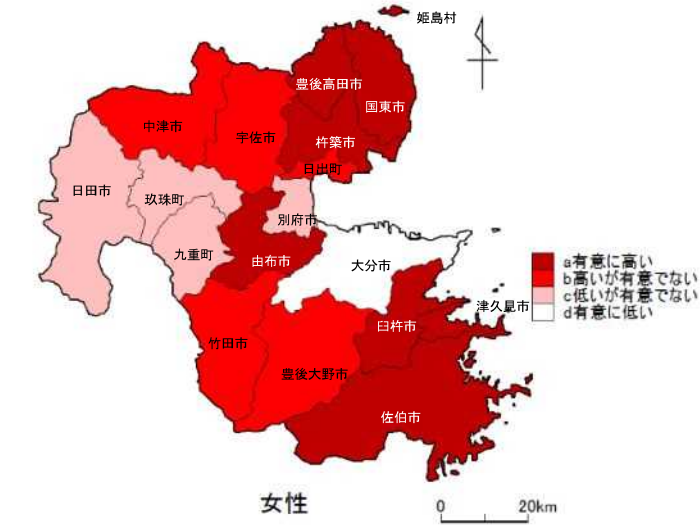 姫島村
豊後高田市
国東市
中津市
宇佐市
杵築市
日出町
日田市
玖珠町
別府市
九重町
由布市
大分市
a有意に高い
b高いが有意でない
c低いが有意でない
d有意に低い
津久見市
臼杵市
竹田市
豊後大野市
佐伯市
女性
0 20km